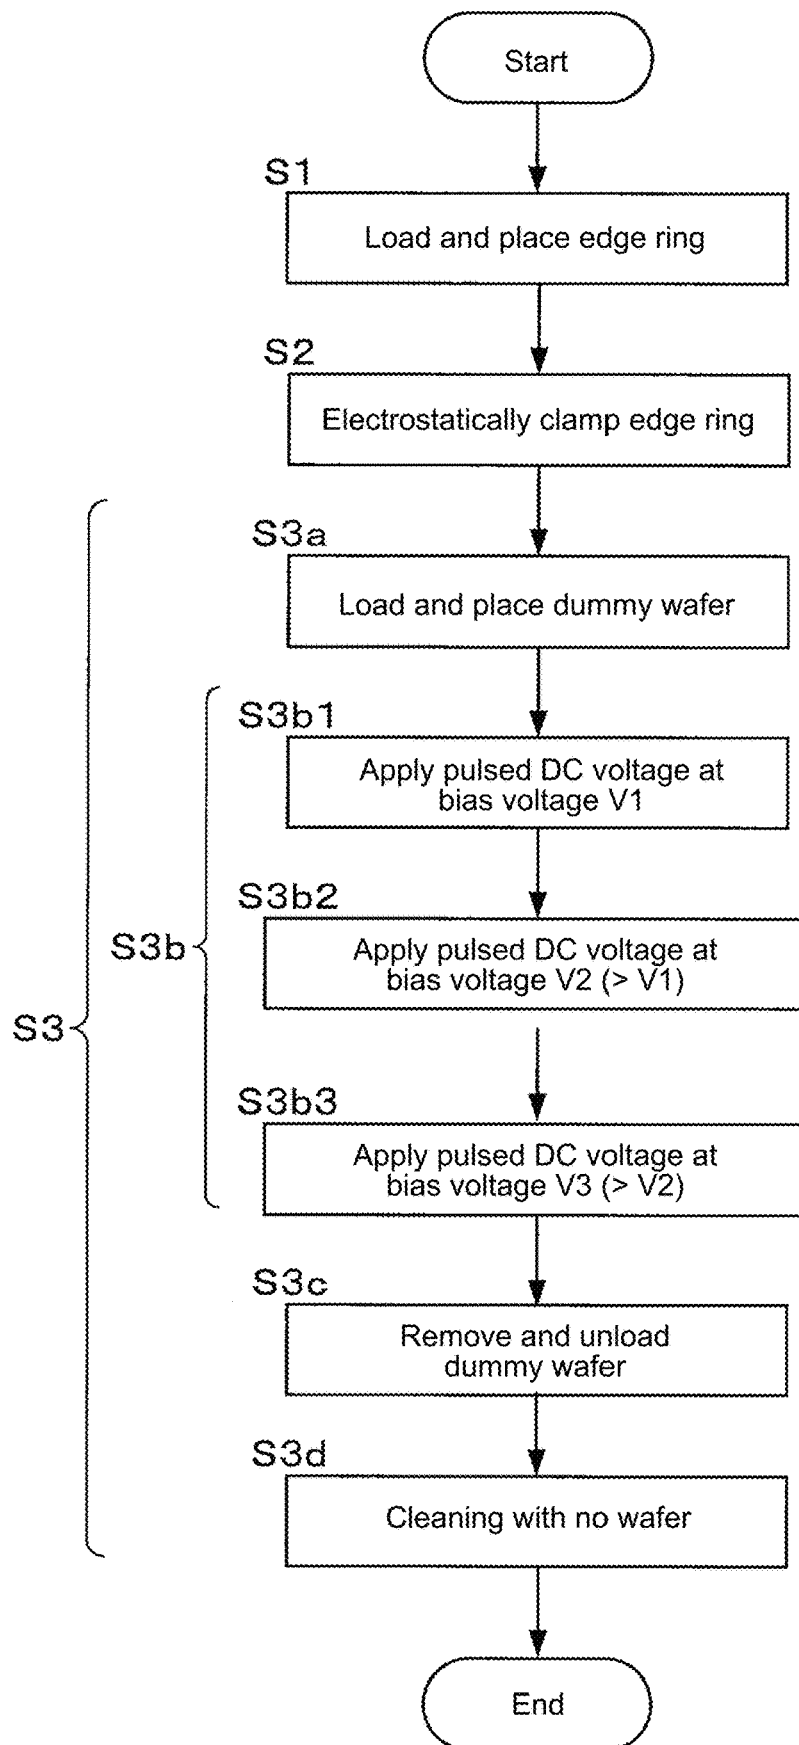 Start
S1
Load and place edge ring
S2
Electrostatically clamp edge ring
S3a
Load and place dummy wafer
S3b1
Apply pulsed DC voltage at
bias voltage V1
S3b2
Apply pulsed DC voltage at
bias voltage V2 (> V1)
S3b
S3
S3b3
Apply pulsed DC voltage at
bias voltage V3 (> V2)
S3c
Remove and unload
dummy wafer
S3d
Cleaning with no wafer
End